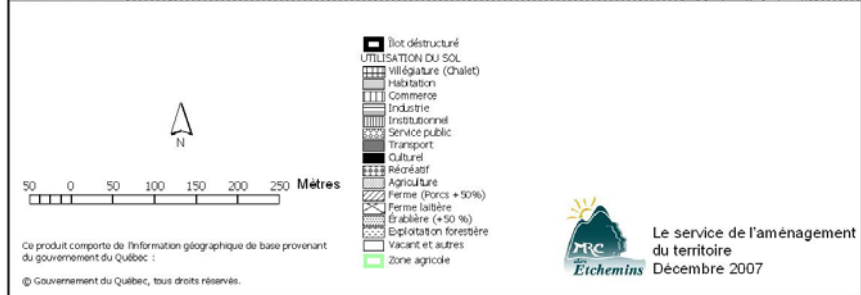 Îlot déstructuré
UTILISATION DU SOL
Villégiature (Chalet)
Habitation
Commerce
Industrie
Institutionnel
Service public
Transport
Culturel
Récréatif
Agriculture
Ferme (Porcs +50%)
Ferme laitière
Érablière (+50 %)
Exploitation forestière
Vacant et autres
Zone agricole
N
50 0 50 100 150 200 250 Mètres
Ce produit comporte de l'information géographique de base provenant
du gouvernement du Québec :
© Gouvernement du Québec, tous droits réservés.
MRC
des
Etchemins
Le service de l'aménagement
du territoire
Décembre 2007